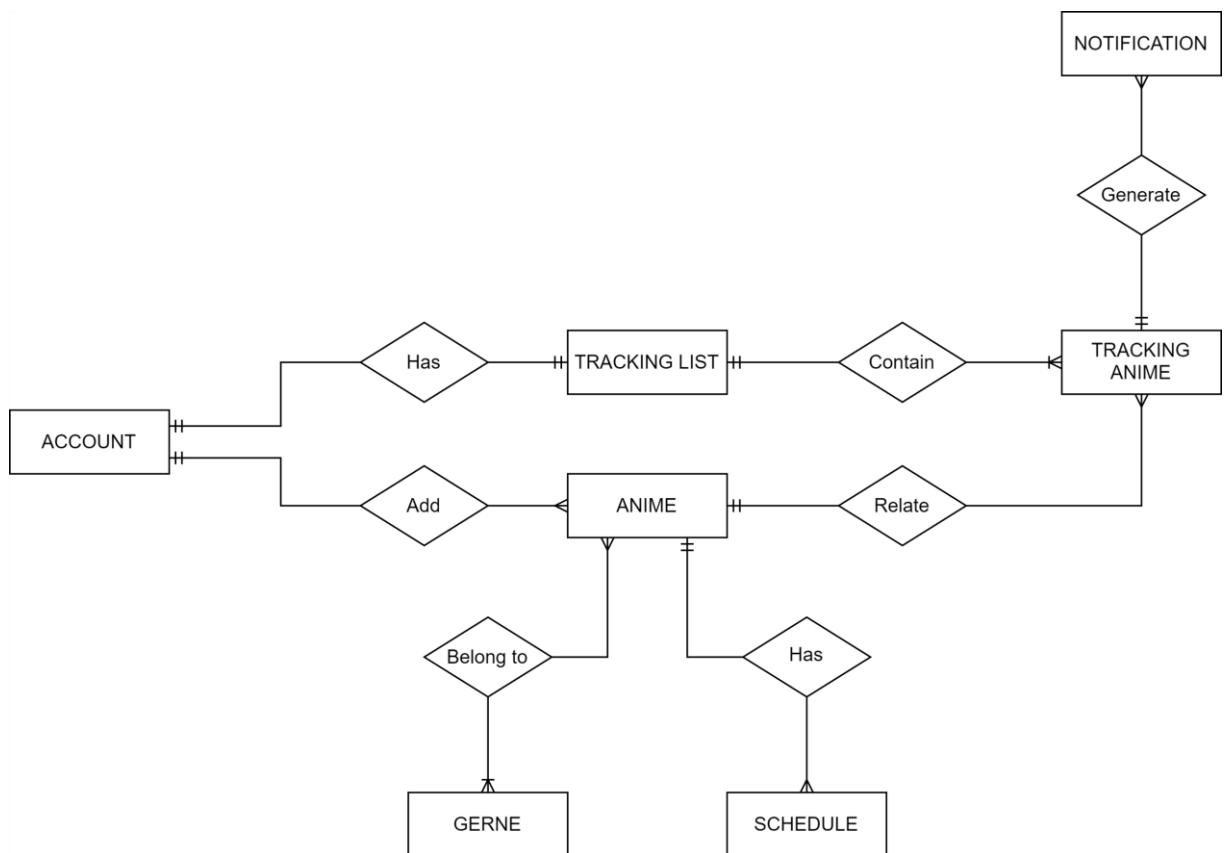 NOTIFICATION
Generate
Has
TRACKING LIST
Contain
TRACKING
ANIME
ACCOUNT
Add
ANIME
Relate
Belong to
Has
GERNE
SCHEDULE